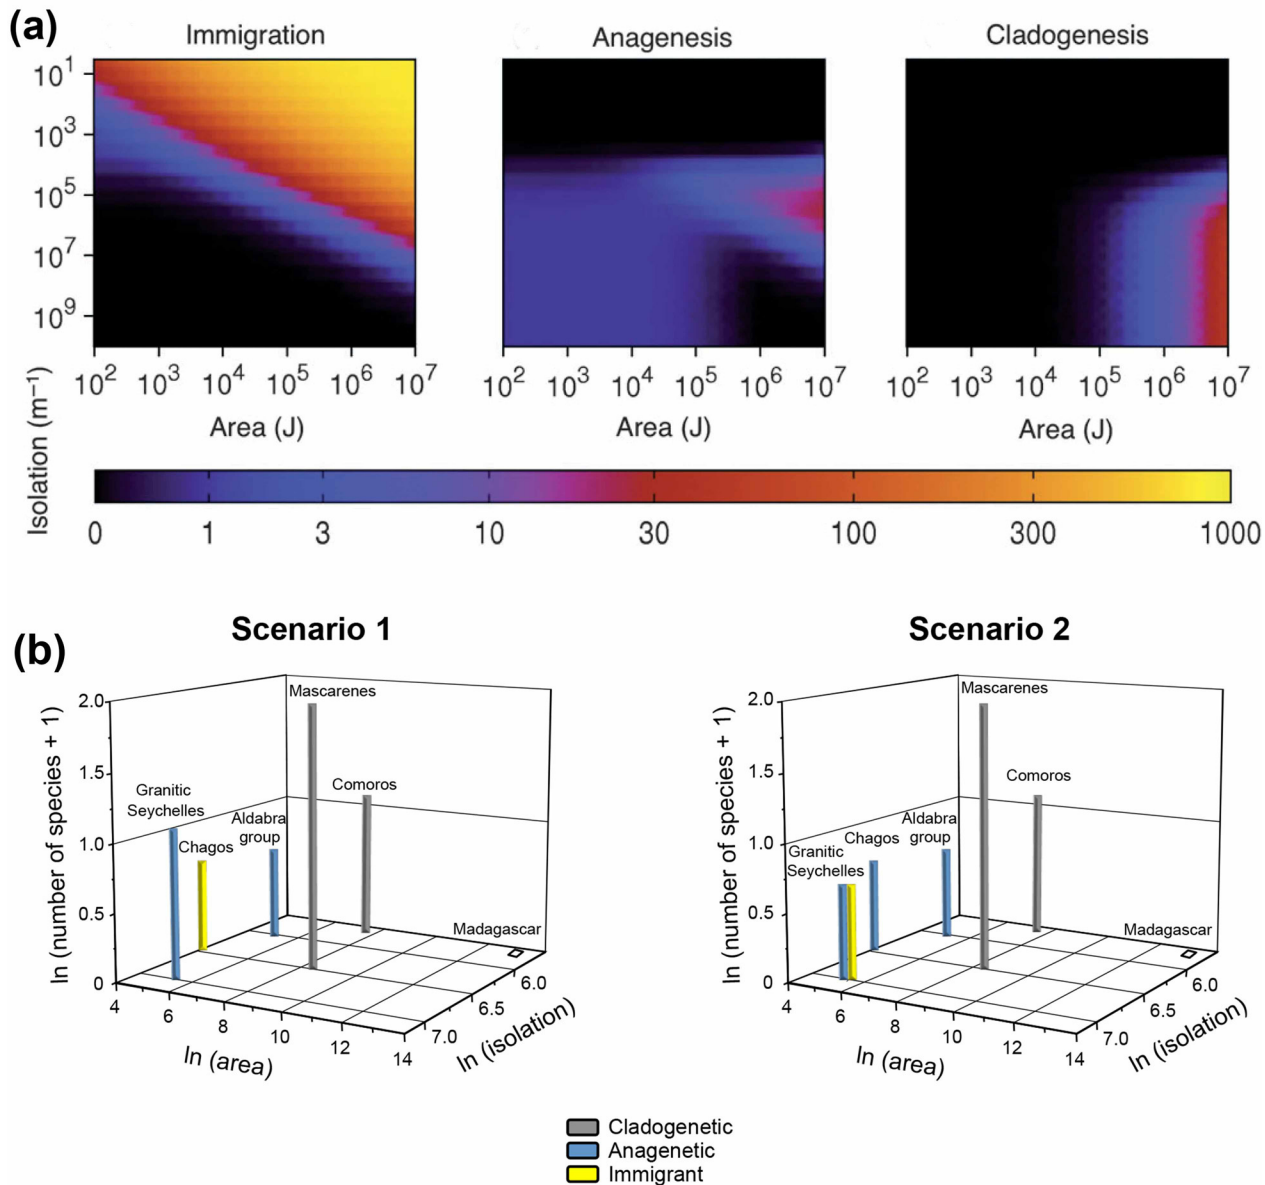 (a)
Immigration
Anagenesis
Cladogenesis
10¹
10³
10⁵
10⁷
10⁹
10² 10³ 10⁴ 10⁵ 10⁶ 10⁷
10² 10³ 10⁴ 10⁵ 10⁶ 10⁷
10² 10³ 10⁴ 10⁵ 10⁶ 10⁷
Area (J)
Area (J)
Area (J)
Isolation (m⁻¹)
0 1 3 10 30 100 300 1000
(b)
Scenario 1
ln (number of species + 1)
2.0
1.5
1.0
0.5
0
Mascarenes
Comoros
Granitic
Seychelles
Aldabra
group
Chagos
Madagascar
4 6 8 10 12 14
ln (area)
6.0
6.5
7.0
ln (isolation)
Scenario 2
ln (number of species + 1)
2.0
1.5
1.0
0.5
0
Mascarenes
Comoros
Aldabra
group
Chagos
Granitic
Seychelles
Madagascar
4 6 8 10 12 14
ln (area)
6.0
6.5
7.0
ln (isolation)
Cladogenetic
Anagenetic
Immigrant